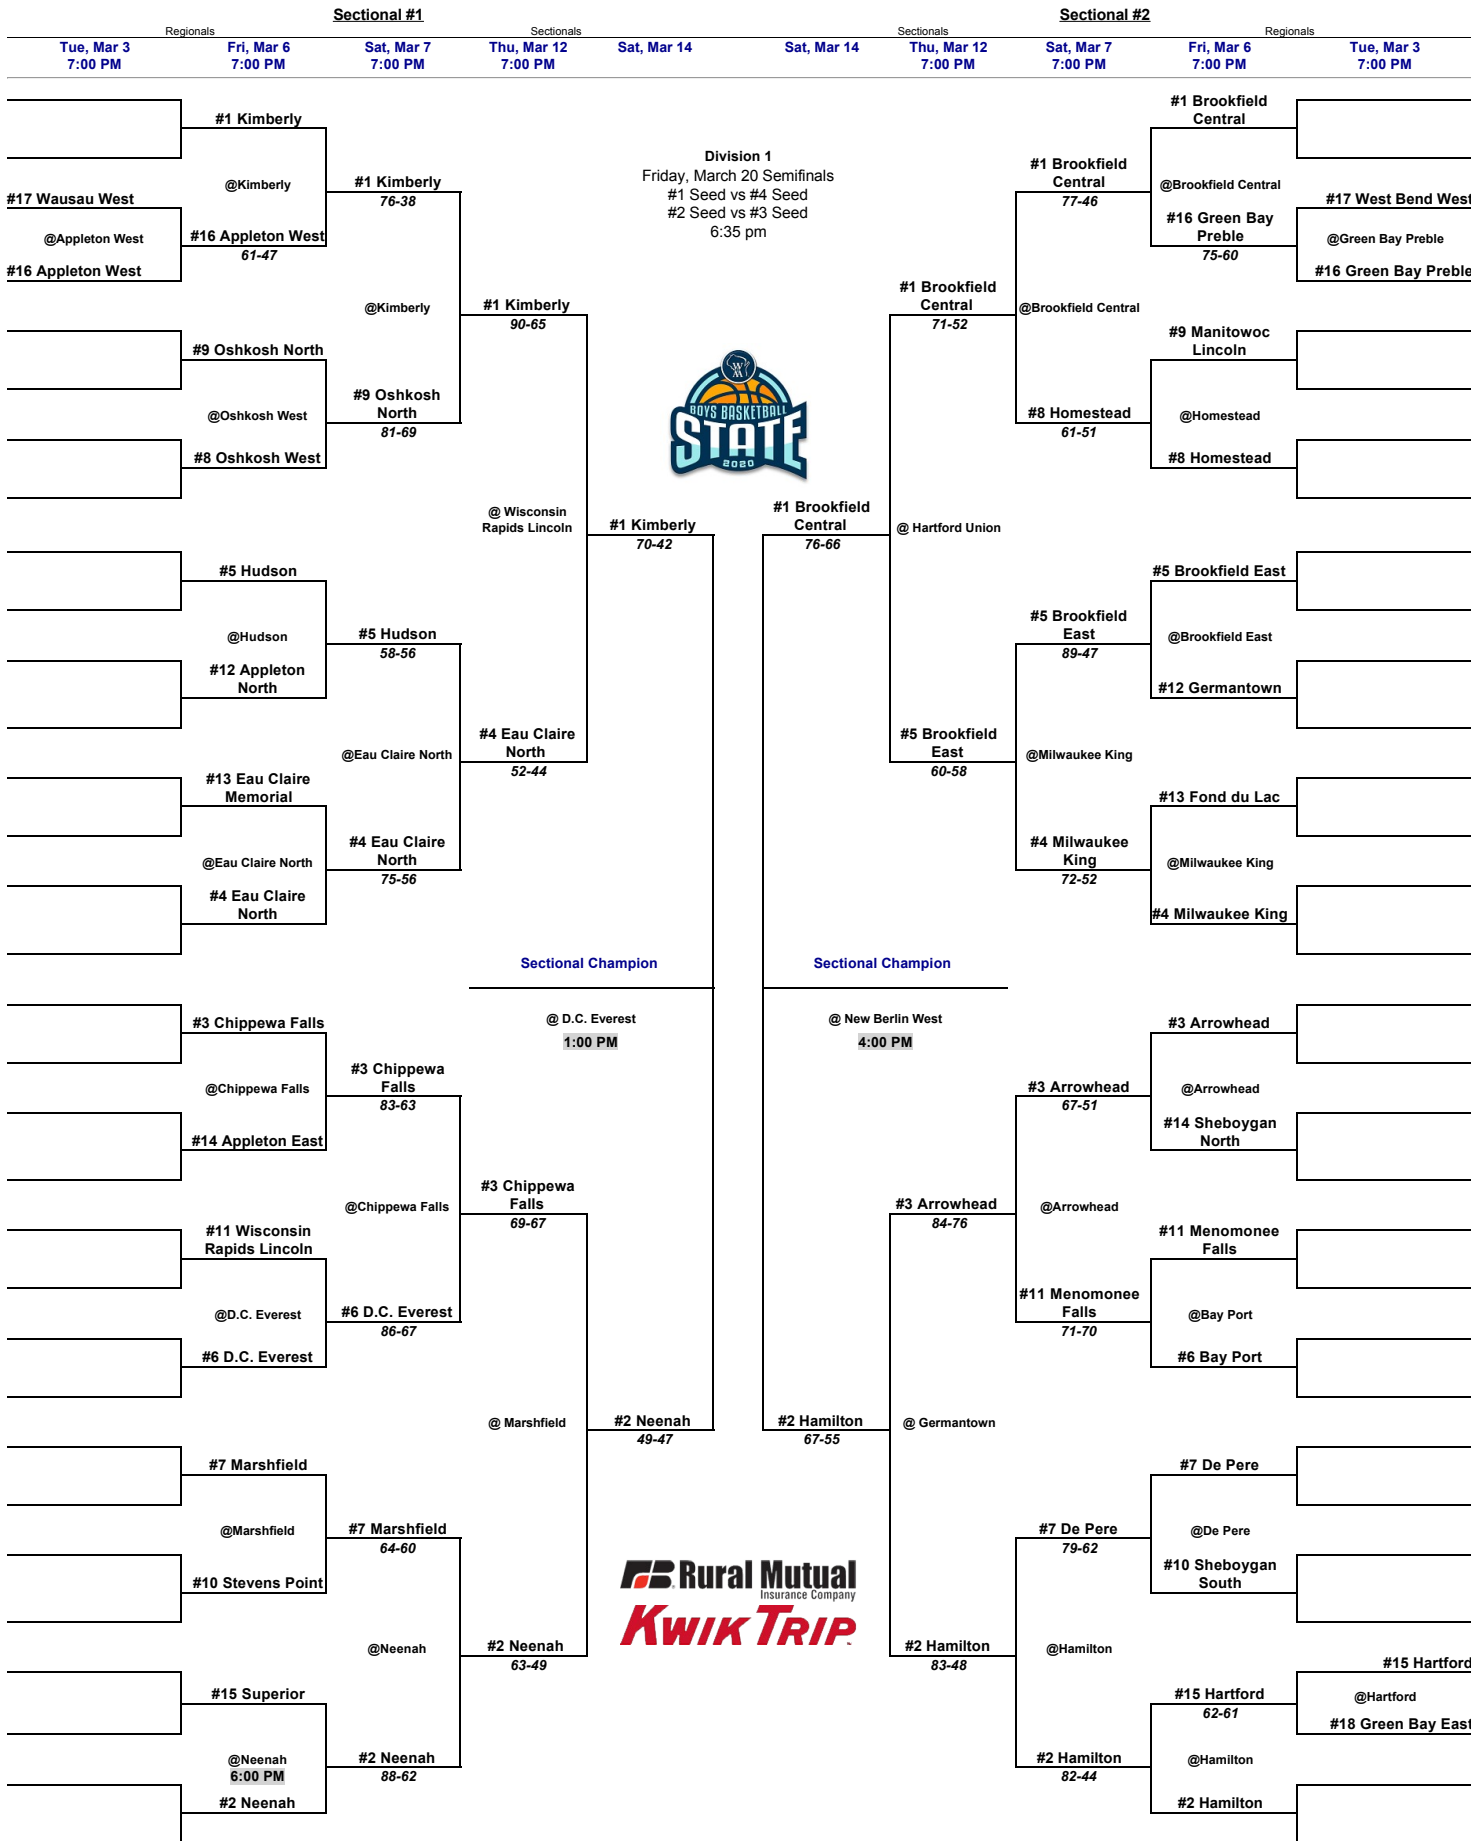 Sectional #1
Sectional #2
Regionals
Sectionals
Sectionals
Regionals
Tue, Mar 3
7:00 PM
Fri, Mar 6
7:00 PM
Sat, Mar 7
7:00 PM
Thu, Mar 12
7:00 PM
Sat, Mar 14
Sat, Mar 14
Thu, Mar 12
7:00 PM
Sat, Mar 7
7:00 PM
Fri, Mar 6
7:00 PM
Tue, Mar 3
7:00 PM
#17 Wausau West
@Appleton West
#16 Appleton West
#1 Kimberly
@Kimberly
#16 Appleton West
61-47
#9 Oshkosh North
@Oshkosh West
#8 Oshkosh West
#5 Hudson
@Hudson
#12 Appleton
North
#13 Eau Claire
Memorial
@Eau Claire North
#4 Eau Claire
North
#3 Chippewa Falls
@Chippewa Falls
#14 Appleton East
#11 Wisconsin
Rapids Lincoln
@D.C. Everest
#6 D.C. Everest
#7 Marshfield
@Marshfield
#10 Stevens Point
#15 Superior
@Neenah
6:00 PM
#2 Neenah
#1 Kimberly
76-38
@Kimberly
#9 Oshkosh
North
81-69
#5 Hudson
58-56
@Eau Claire North
#4 Eau Claire
North
75-56
#3 Chippewa
Falls
83-63
@Chippewa Falls
#6 D.C. Everest
86-67
#7 Marshfield
64-60
@Neenah
#2 Neenah
88-62
#1 Kimberly
90-65
@ Wisconsin
Rapids Lincoln
#4 Eau Claire
North
52-44
#3 Chippewa
Falls
69-67
@ Marshfield
#2 Neenah
63-49
#1 Kimberly
70-42
Sectional Champion
@ D.C. Everest
1:00 PM
#2 Neenah
49-47
Division 1
Friday, March 20 Semifinals
#1 Seed vs #4 Seed
#2 Seed vs #3 Seed
6:35 pm
BOYS BASKETBALL
STATE
2020
Rural Mutual
Insurance Company
KWIK TRIP
#1 Brookfield
Central
76-66
Sectional Champion
@ New Berlin West
4:00 PM
#2 Hamilton
67-55
#1 Brookfield
Central
71-52
@ Hartford Union
#5 Brookfield
East
60-58
#3 Arrowhead
84-76
@ Germantown
#2 Hamilton
83-48
#1 Brookfield
Central
77-46
@Brookfield Central
#8 Homestead
61-51
#5 Brookfield
East
89-47
@Milwaukee King
#4 Milwaukee
King
72-52
#3 Arrowhead
67-51
@Arrowhead
#11 Menomonee
Falls
71-70
#7 De Pere
79-62
@Hamilton
#2 Hamilton
82-44
#1 Brookfield
Central
@Brookfield Central
#16 Green Bay
Preble
75-60
#9 Manitowoc
Lincoln
@Homestead
#8 Homestead
#5 Brookfield East
@Brookfield East
#12 Germantown
#13 Fond du Lac
@Milwaukee King
#4 Milwaukee King
#3 Arrowhead
@Arrowhead
#14 Sheboygan
North
#11 Menomonee
Falls
@Bay Port
#6 Bay Port
#7 De Pere
@De Pere
#10 Sheboygan
South
#15 Hartford
62-61
@Hamilton
#2 Hamilton
#17 West Bend West
@Green Bay Preble
#16 Green Bay Preble
#15 Hartford
@Hartford
#18 Green Bay East